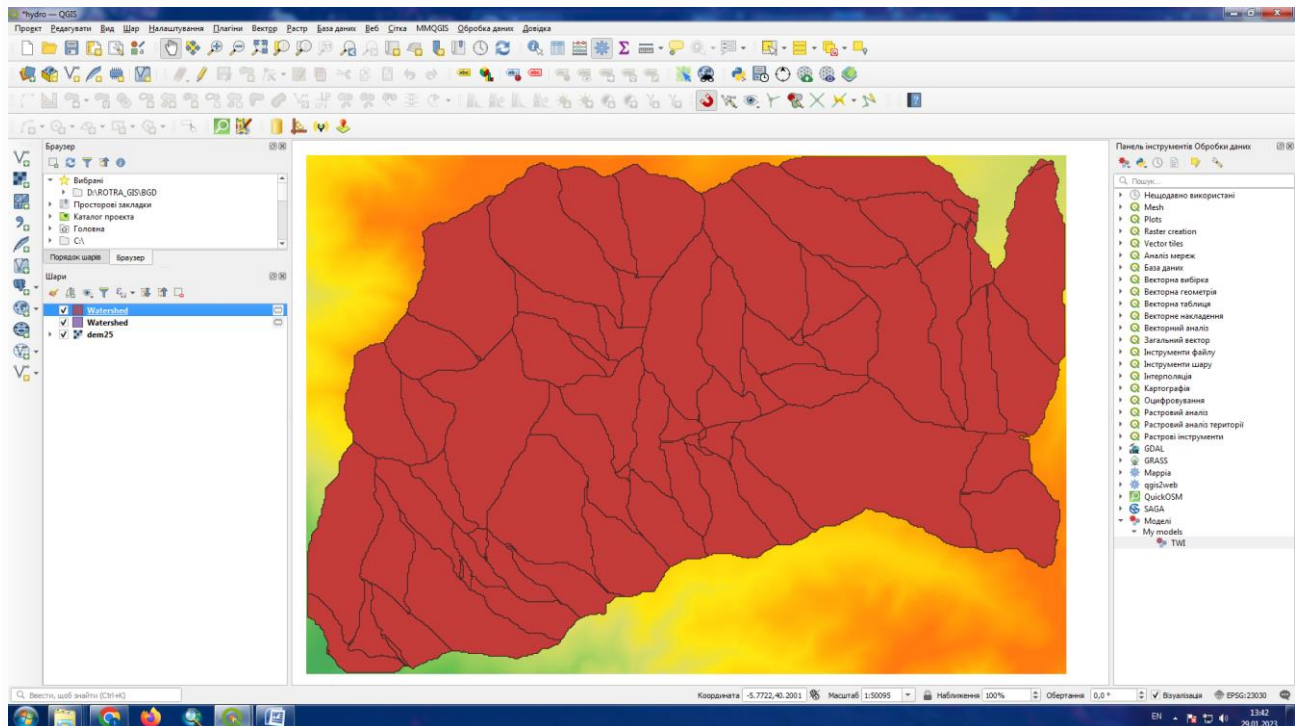 *hydro — QGIS
Проект Редагувати Вид Шар Налаштування Плагіни Вектор Растр База даних Веб Сітка MMQGIS Обробка даних Довідка
Браузер
Вибрані
D:\ROTRA_GIS\BGD
Просторові закладки
Каталог проекта
Головна
C:\
Порядок шарів Браузер
Шари
Watershed
Watershed
dem25
Панель інструментів Обробки даних
Пошук...
Нещодавно використані
Mesh
Plots
Raster creation
Vector tiles
Аналіз мереж
База даних
Векторна вибірка
Векторна геометрія
Векторна таблиця
Векторне накладення
Векторний аналіз
Загальний вектор
Інструменти файлу
Інструменти шару
Інтерполяція
Картографія
Оцифровування
Растровий аналіз
Растровий аналіз території
Растрові інструменти
GDAL
GRASS
Mappia
qgis2web
QuickOSM
SAGA
Моделі
My models
TWI
Ввести, щоб знайти (Ctrl+K) Координата -5.7722,40.2001 Масштаб 1:50095 Наближення 100% Обертання 0,0 ° Візуалізація EPSG:23030
EN 13:42
29.01.2023